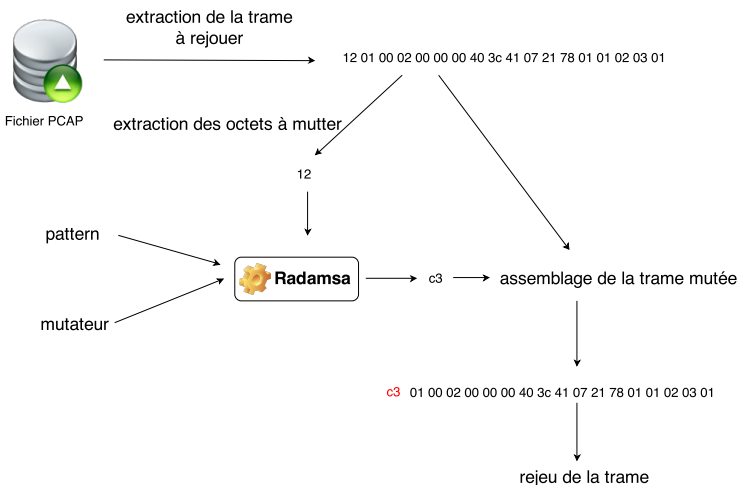 extraction de la trame
à rejouer
12 01 00 02 00 00 00 40 3c 41 07 21 78 01 01 02 03 01
Fichier PCAP
extraction des octets à mutter
12
pattern
Radamsa
c3
assemblage de la trame mutée
mutateur
c3 01 00 02 00 00 00 40 3c 41 07 21 78 01 01 02 03 01
rejeu de la trame